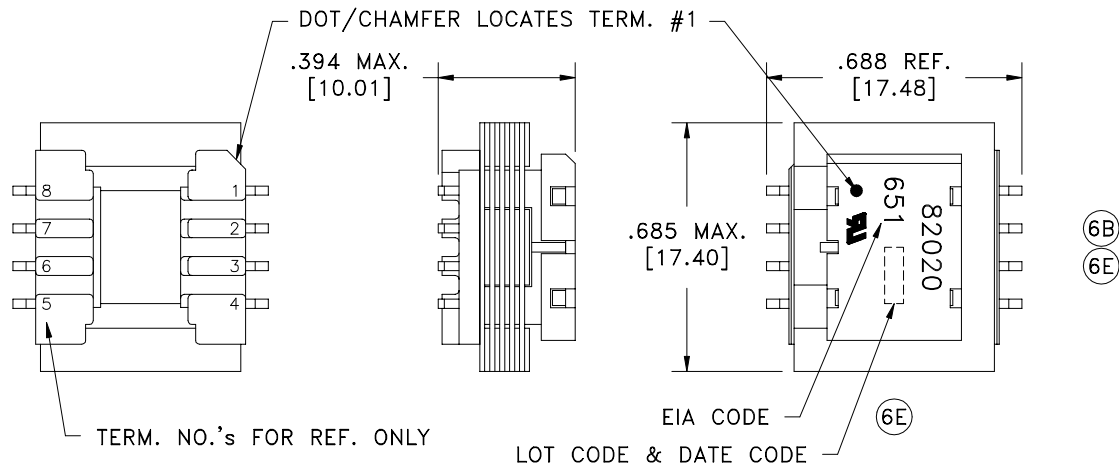 DOT/CHAMFER LOCATES TERM. #1
.394 MAX.
[10.01]
.688 REF.
[17.48]
8
7
6
5
1
2
3
4
.685 MAX.
[17.40]
651
82020
6B
6E
EIA CODE
6E
TERM. NO.'s FOR REF. ONLY
LOT CODE & DATE CODE